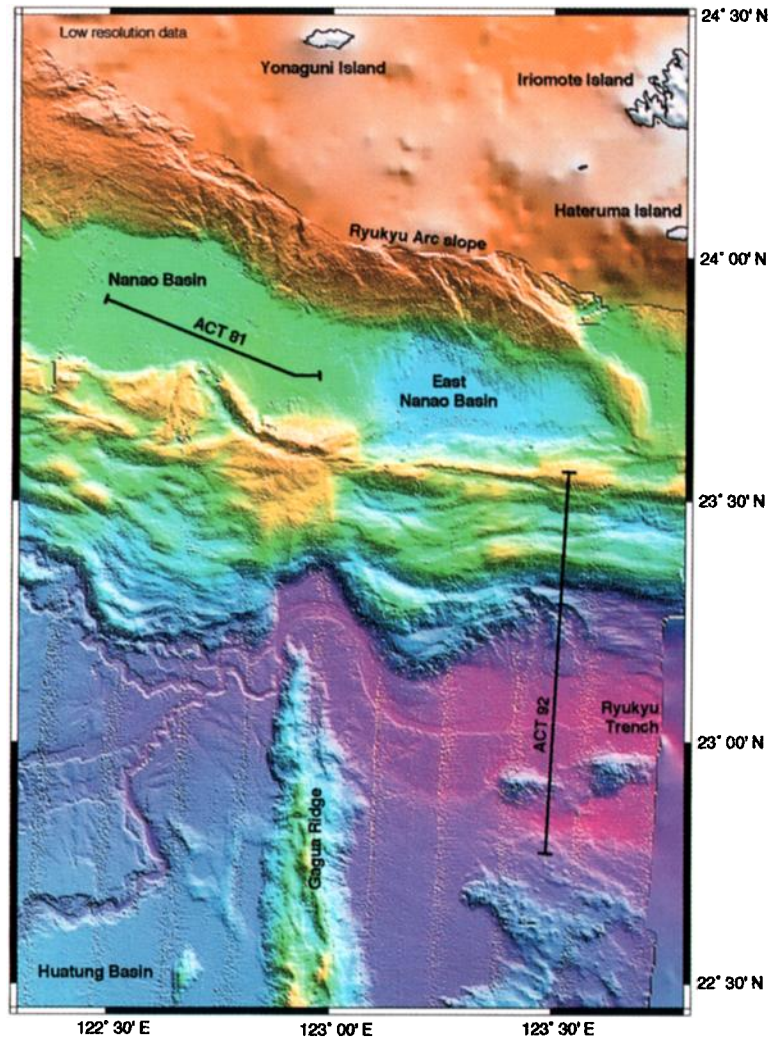 Low resolution data
24° 30' N
Yonaguni Island
Iriomote Island
Hateruma Island
Ryukyu Arc slope
24° 00' N
Nanao Basin
ACT 81
East
Nanao Basin
23° 30' N
Ryukyu
Trench
ACT 92
23° 00' N
Gagua Ridge
Huatung Basin
22° 30' N
122° 30' E
123° 00' E
123° 30' E